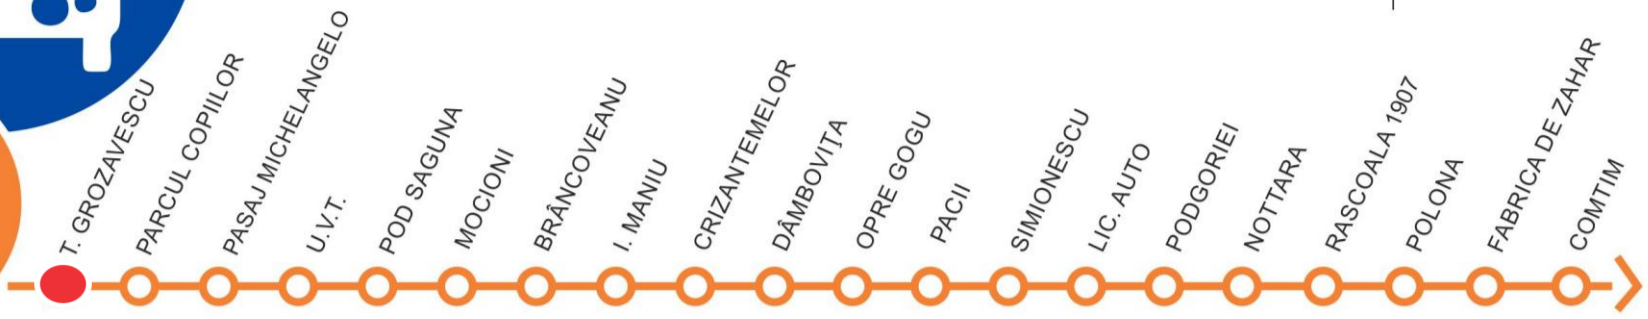 T. GROZAVESCU
PARCUL COPIILOR
PASAJ MICHELANGELO
U.V.T.
POD SAGUNA
MOCIONI
BRÂNCOVEANU
I. MANIU
CRIZANTEMELOR
DÂMBOVIŢA
OPRE GOGU
PACII
SIMIONESCU
LIC. AUTO
PODGORIEI
NOTTARA
RASCOALA 1907
POLONA
FABRICA DE ZAHAR
COMTIM